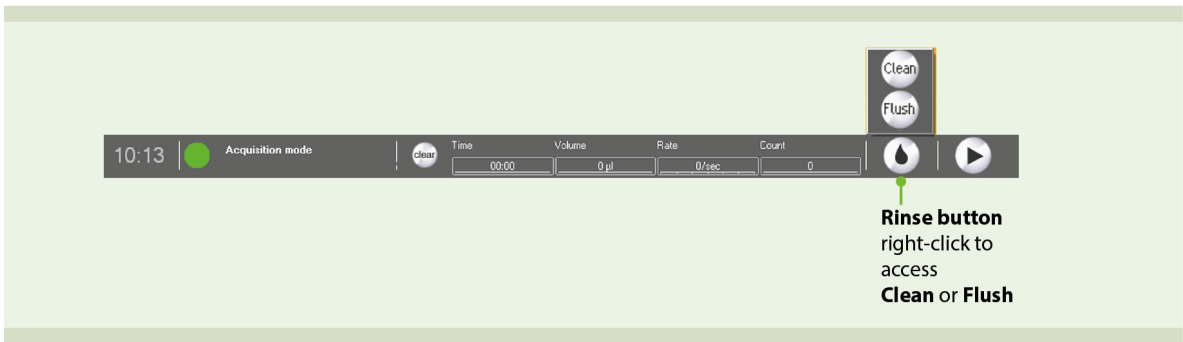 Clean
Flush
10:13
Acquisition mode
clear
Time
Volume
Rate
Count
00:00
0 µl
0/sec
0
Rinse button
right-click to
access
Clean or Flush